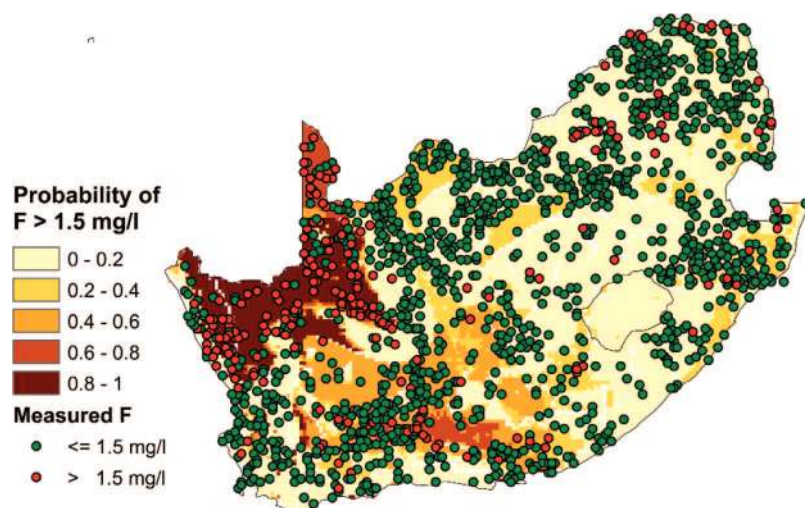 Probability of
F > 1.5 mg/l
0 - 0.2
0.2 - 0.4
0.4 - 0.6
0.6 - 0.8
0.8 - 1
Measured F
<= 1.5 mg/l
> 1.5 mg/l